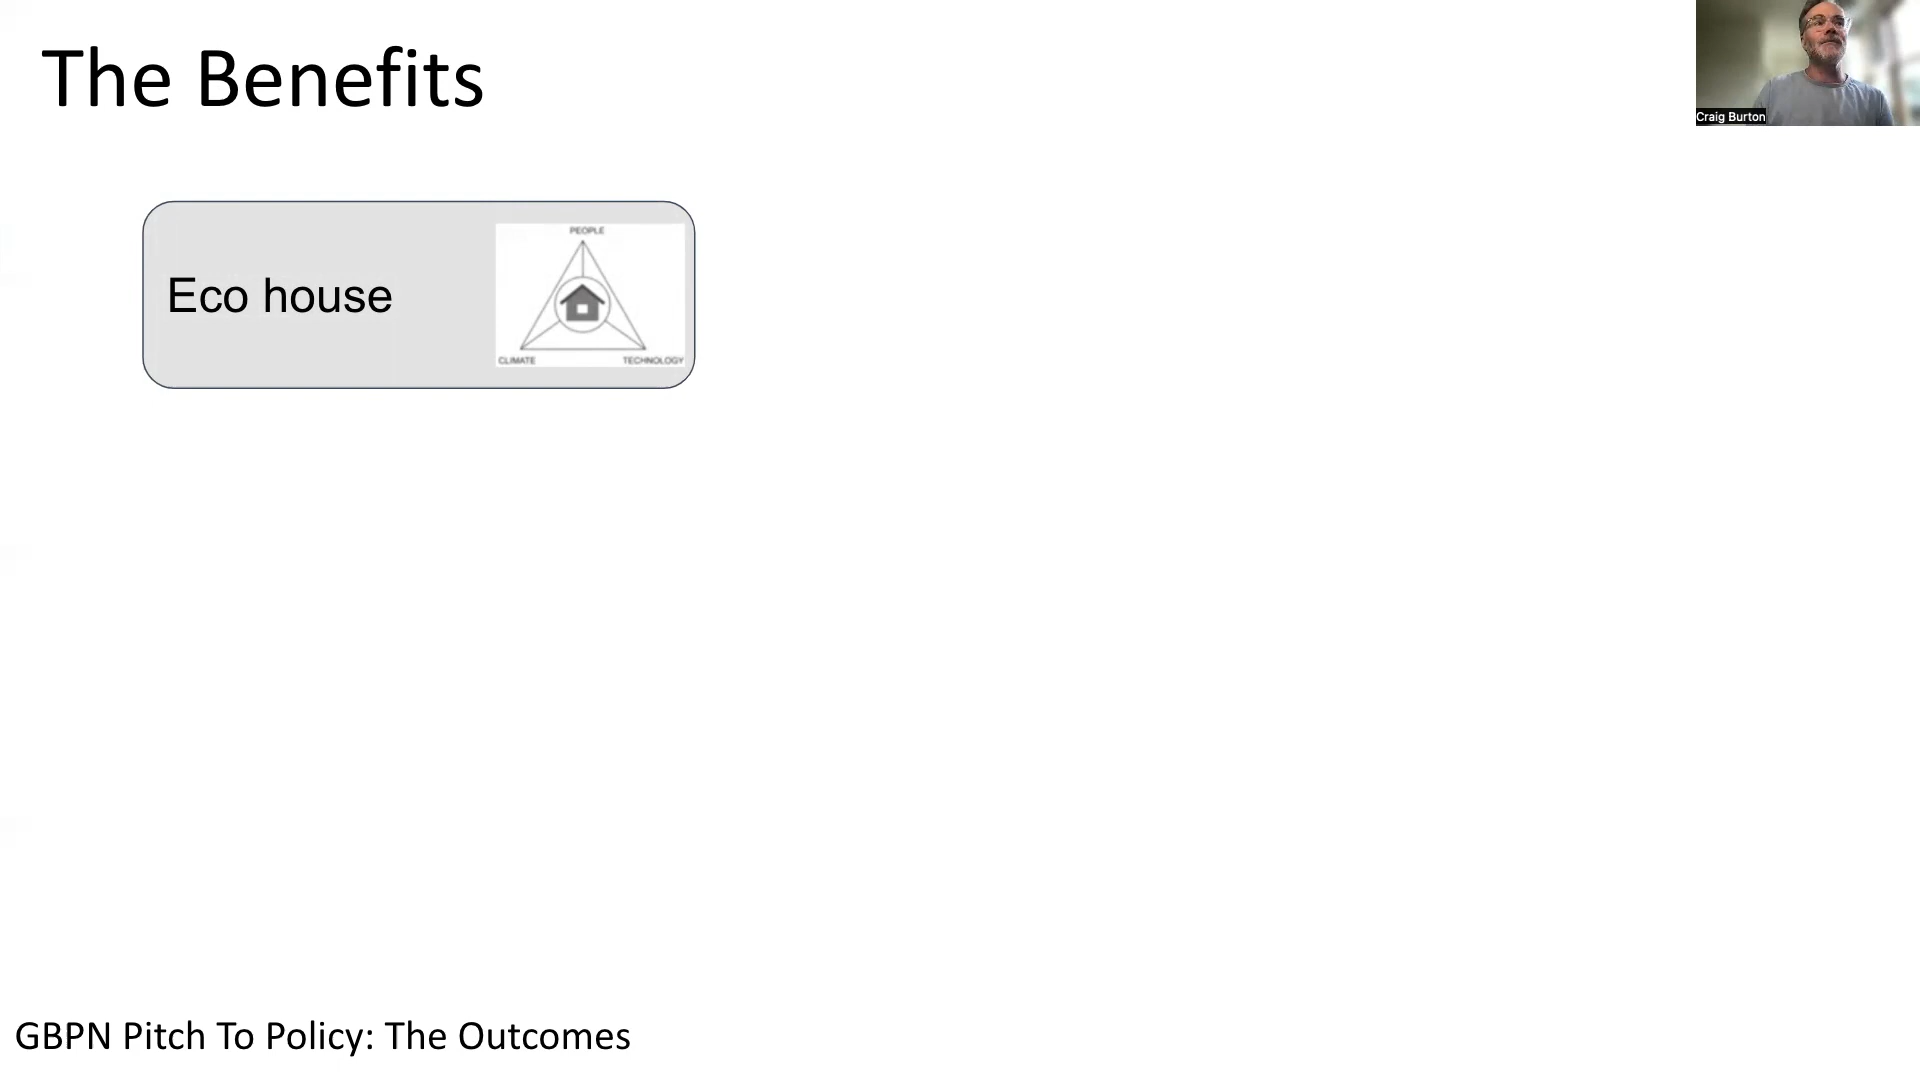 The Benefits
Craig Burton
Eco house
PEOPLE
CLIMATE
TECHNOLOGY
GBPN Pitch To Policy: The Outcomes